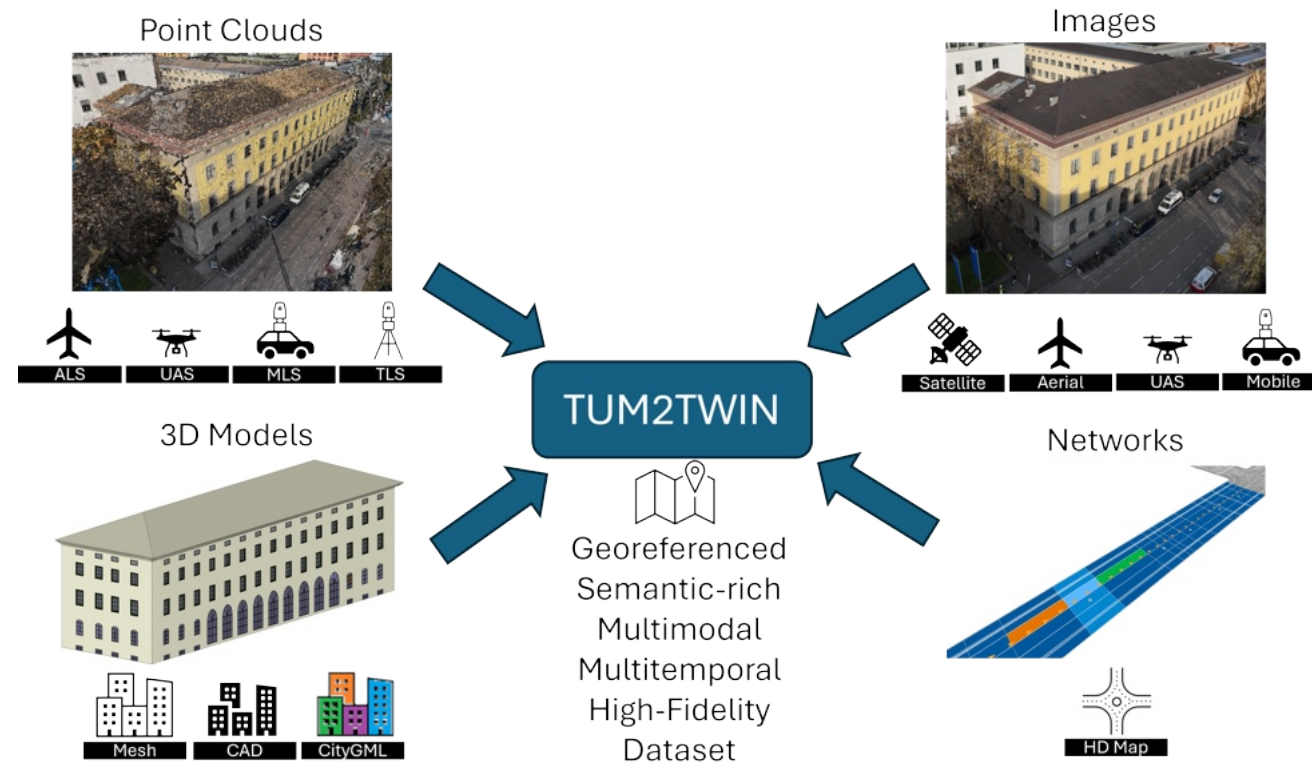 Point Clouds
Images
ALS
UAS
MLS
TLS
Satellite
Aerial
UAS
Mobile
TUM2TWIN
3D Models
Networks
Mesh
CAD
CityGML
Georeferenced
Semantic-rich
Multimodal
Multitemporal
High-Fidelity
Dataset
HD Map